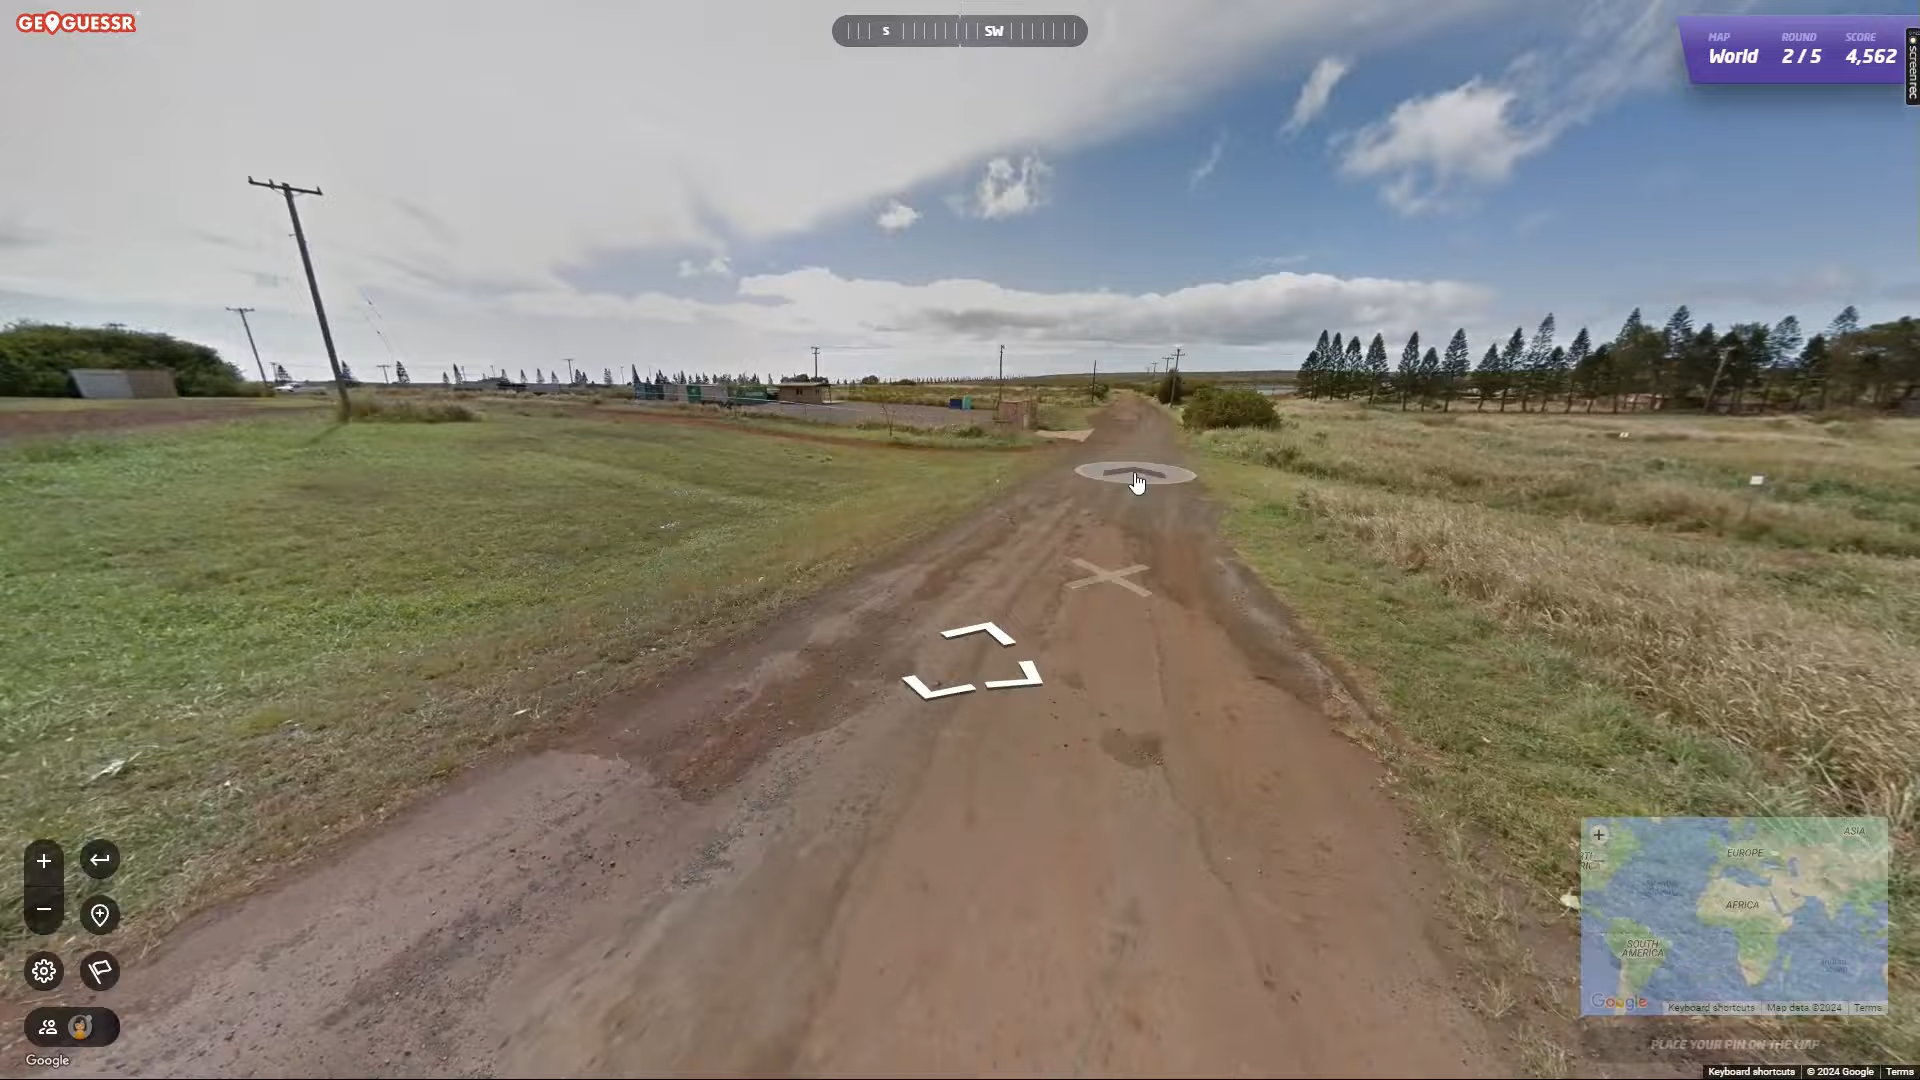 GEOGUESSR
S SW
MAP ROUND SCORE
World 2 / 5 4,562
screenrec
ASIA
EUROPE
AFRICA
SOUTH
AMERICA
Google
Keyboard shortcuts Map data ©2024 Terms
PLACE YOUR PIN ON THE MAP
Google
Keyboard shortcuts © 2024 Google Terms